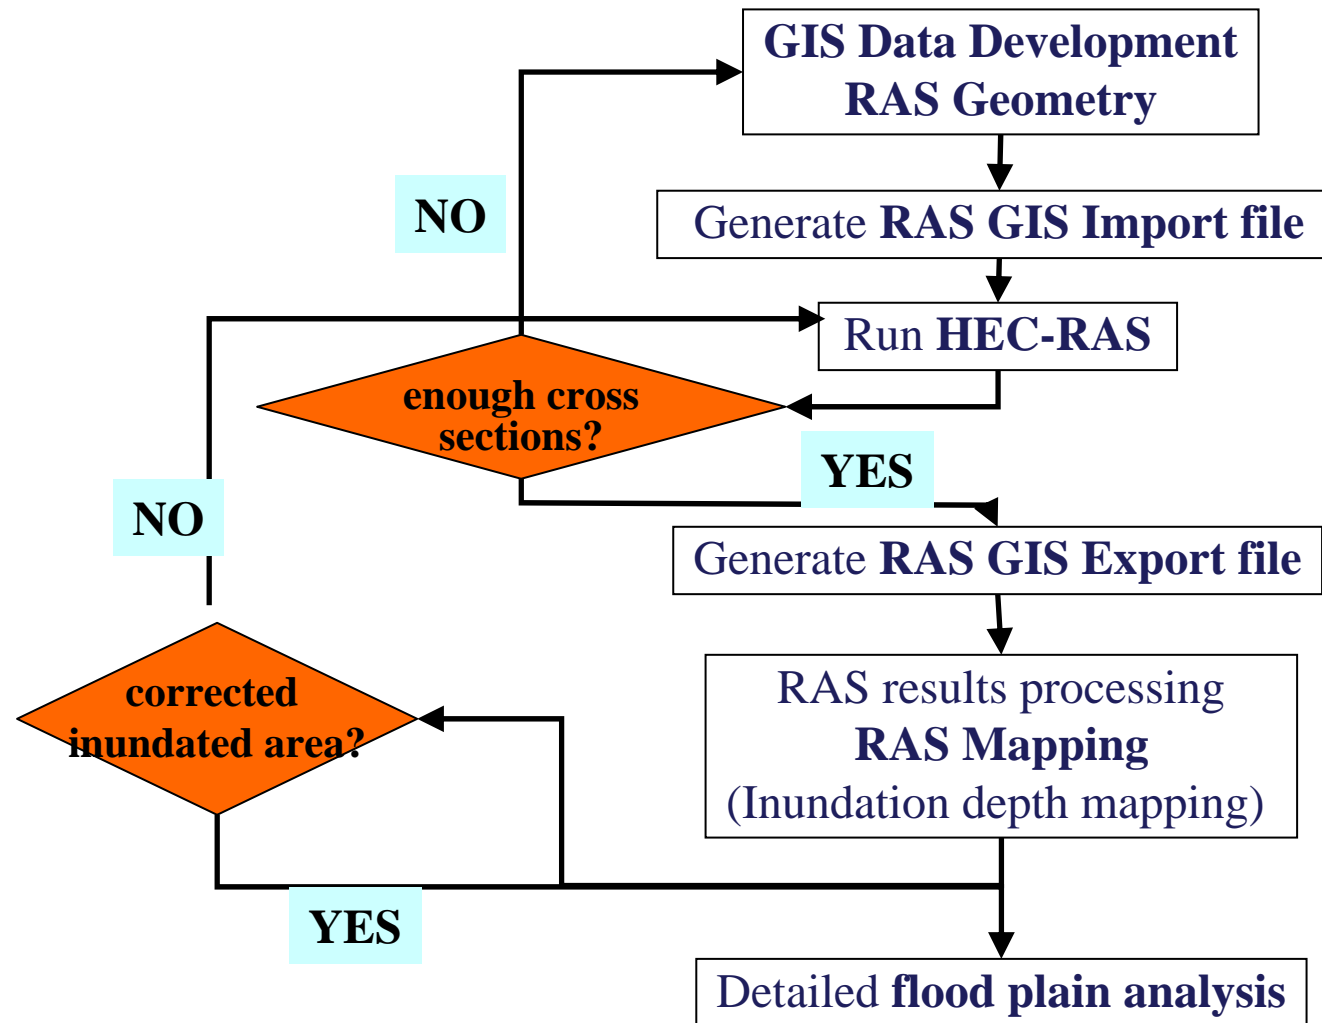 GIS Data Development
RAS Geometry
NO
Generate RAS GIS Import file
Run HEC-RAS
enough cross
sections?
YES
NO
Generate RAS GIS Export file
corrected
inundated area?
RAS results processing
RAS Mapping
(Inundation depth mapping)
YES
Detailed flood plain analysis